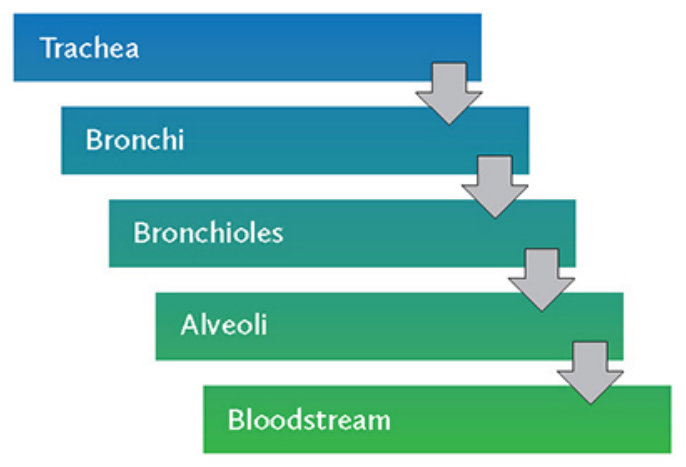 Trachea
Bronchi
Bronchioles
Alveoli
Bloodstream